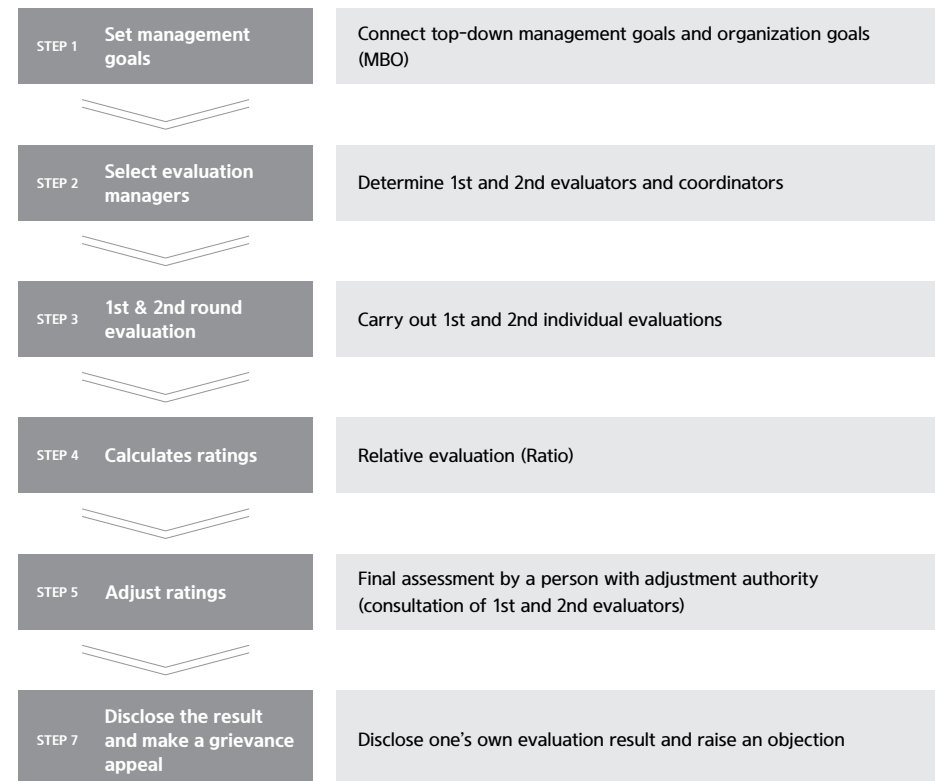 STEP 1
Set management
goals
Connect top-down management goals and organization goals
(MBO)
STEP 2
Select evaluation
managers
Determine 1st and 2nd evaluators and coordinators
STEP 3
1st & 2nd round
evaluation
Carry out 1st and 2nd individual evaluations
STEP 4
Calculates ratings
Relative evaluation (Ratio)
STEP 5
Adjust ratings
Final assessment by a person with adjustment authority
(consultation of 1st and 2nd evaluators)
STEP 7
Disclose the result
and make a grievance
appeal
Disclose one's own evaluation result and raise an objection